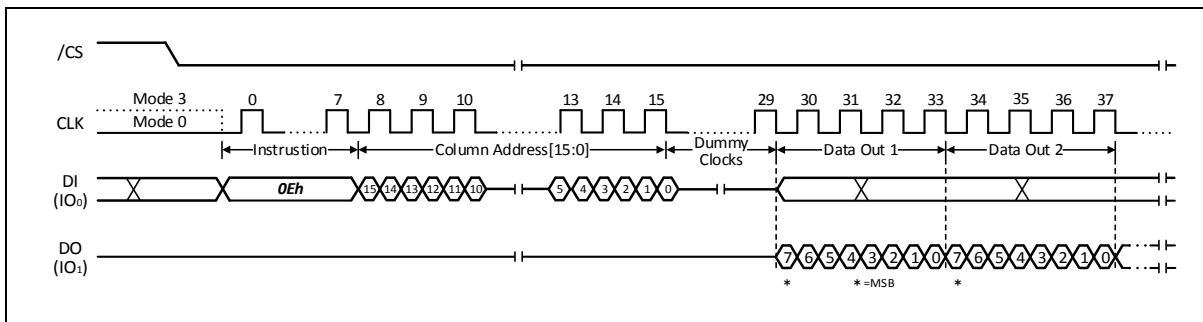 /CS
Mode 3 0 7 8 9 10 13 14 15 29 30 31 32 33 34 35 36 37
CLK Mode 0
Instrustion Column Address[15:0] Dummy Clocks Data Out 1 Data Out 2
DI (IO0) 0Eh 15 14 13 12 11 10 5 4 3 2 1 0
DO (IO1) 7 6 5 4 3 2 1 0 7 6 5 4 3 2 1 0
* * =MSB *